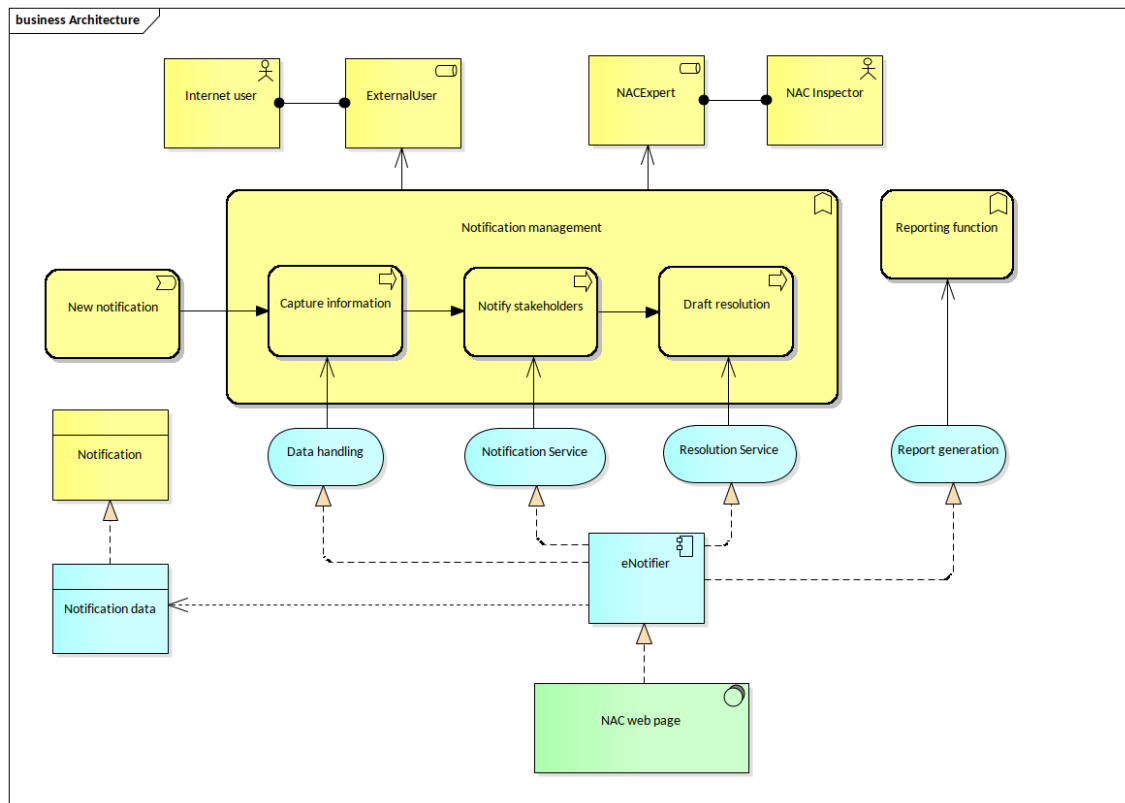 business Architecture
Internet user
ExternalUser
NACExpert
NAC Inspector
Notification management
Reporting function
New notification
Capture information
Notify stakeholders
Draft resolution
Notification
Data handling
Notification Service
Resolution Service
Report generation
eNotifier
Notification data
NAC web page